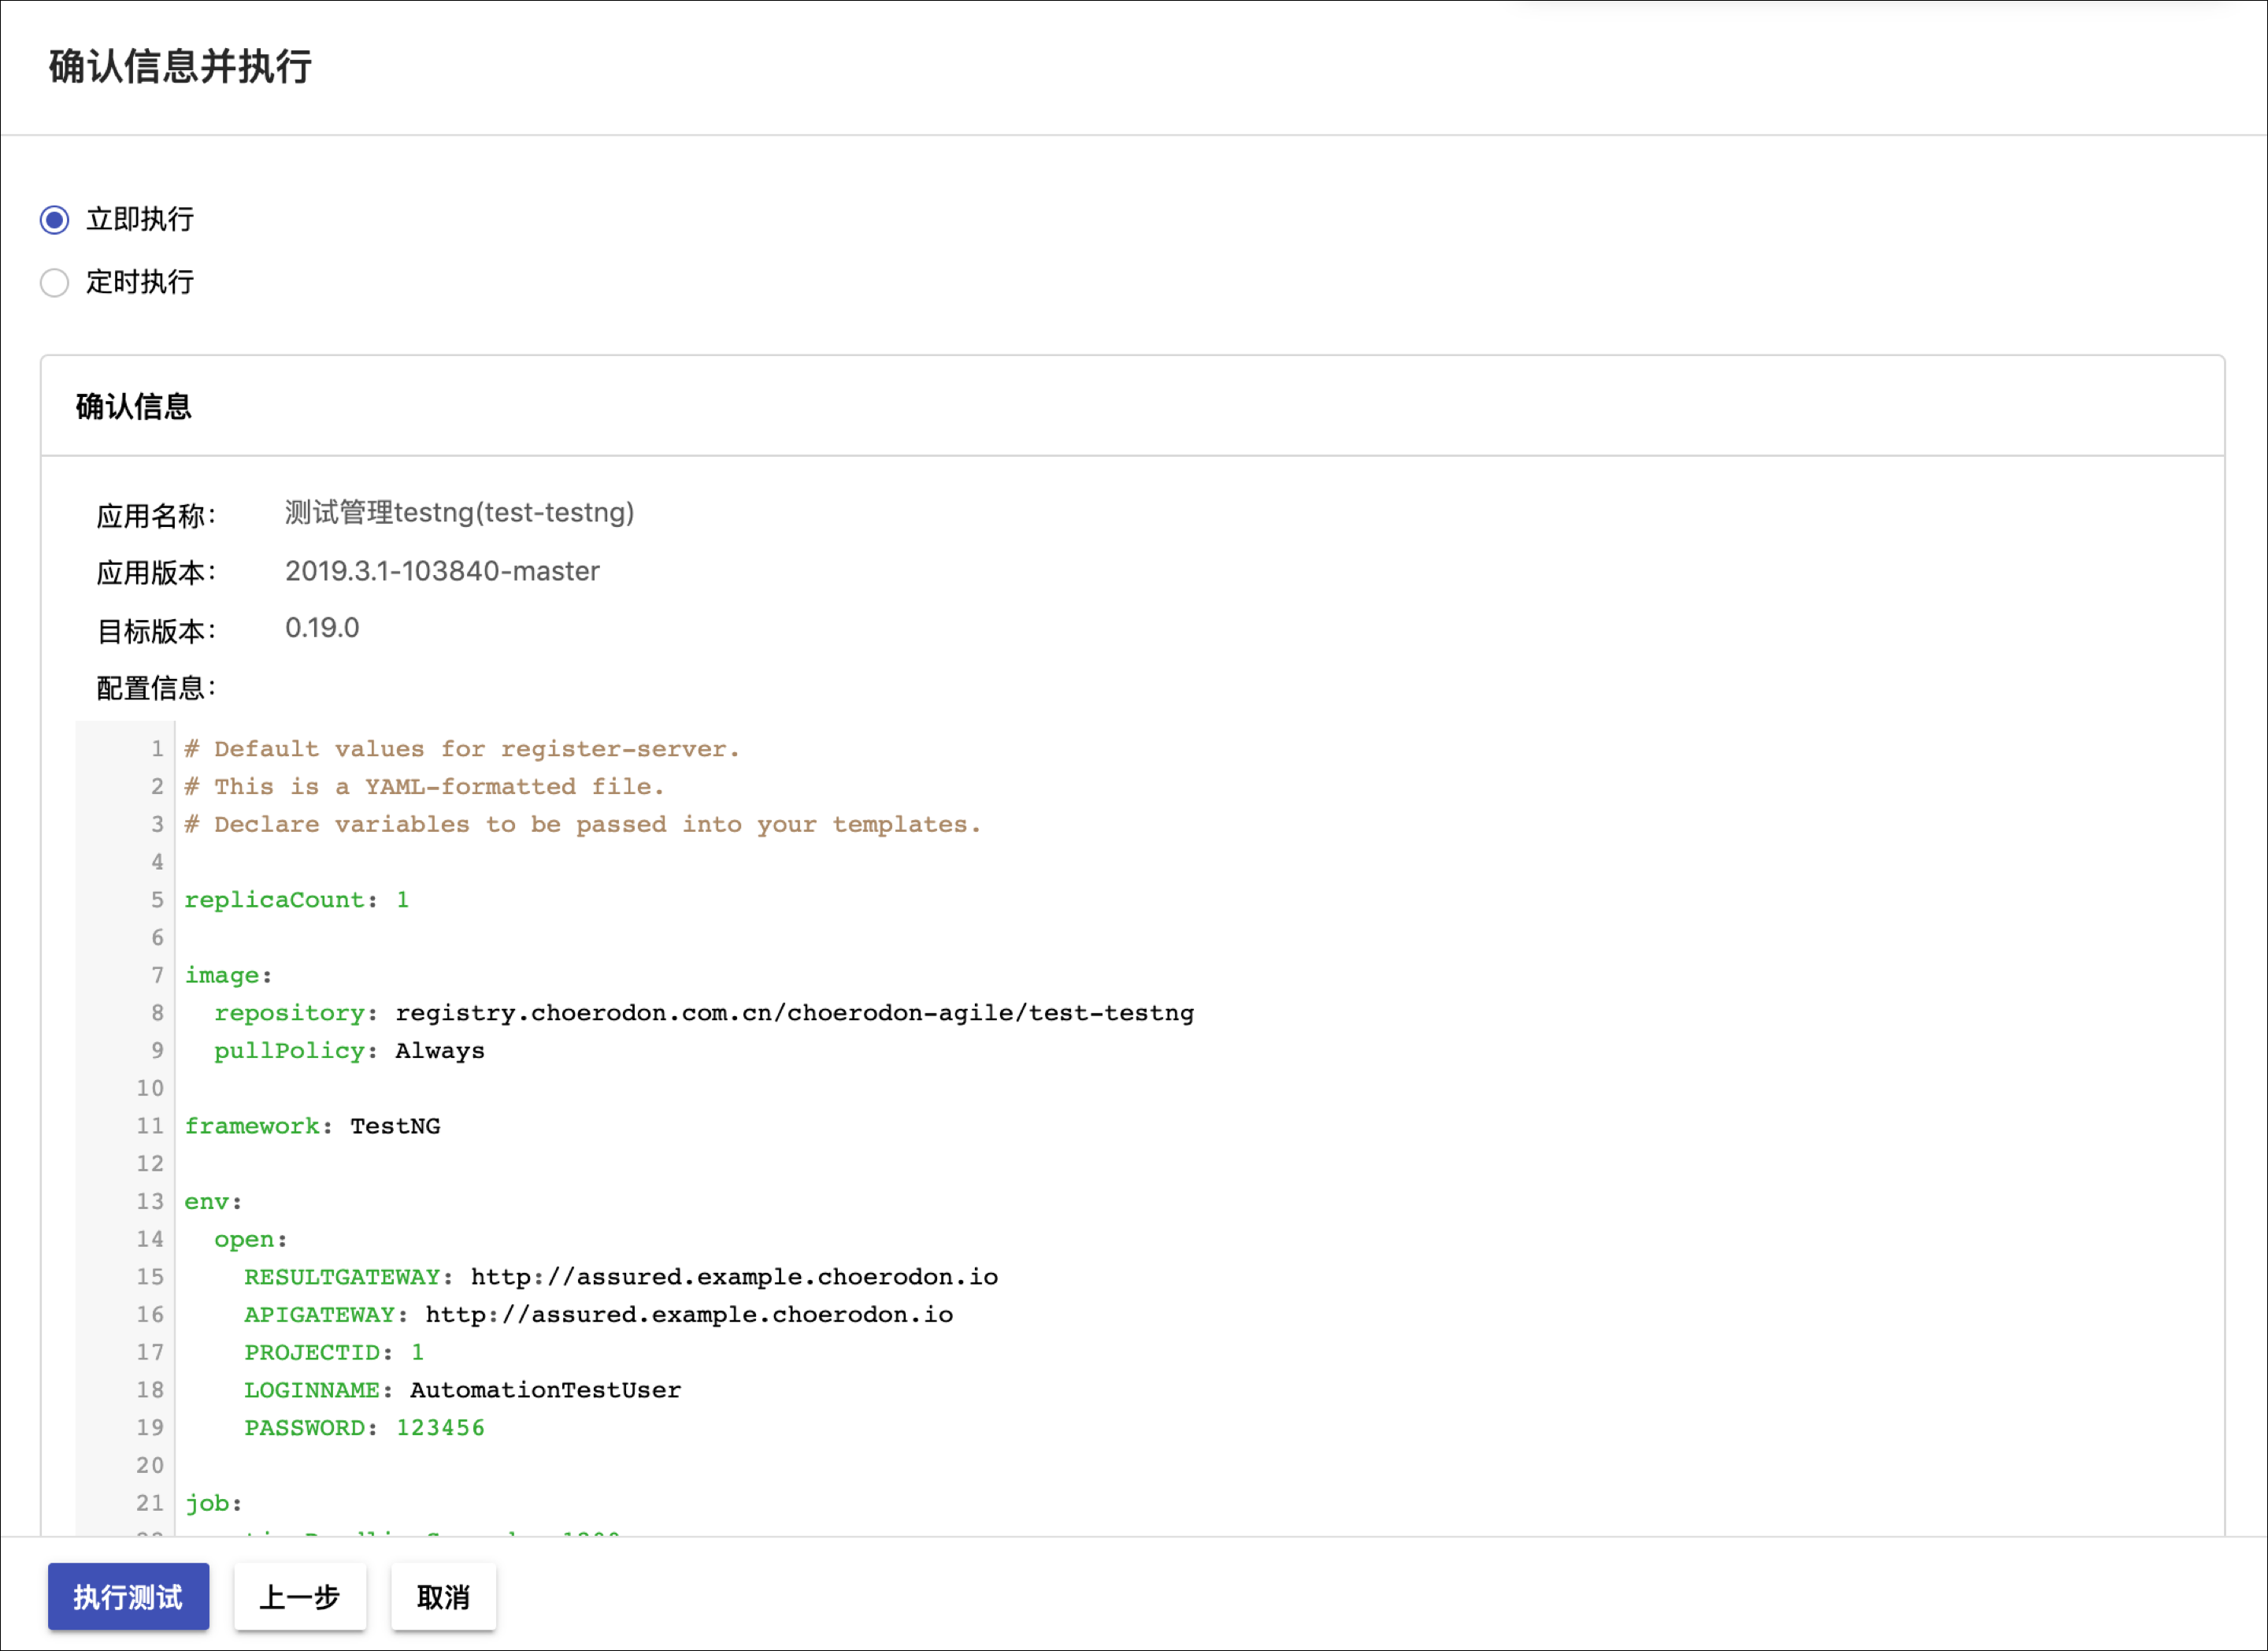 确认信息并执行
立即执行
定时执行
确认信息
应用名称： 测试管理testng(test-testng)
应用版本： 2019.3.1-103840-master
目标版本： 0.19.0
配置信息：
1 # Default values for register-server.
2 # This is a YAML-formatted file.
3 # Declare variables to be passed into your templates.
4
5 replicaCount: 1
6
7 image:
8   repository: registry.choerodon.com.cn/choerodon-agile/test-testng
9   pullPolicy: Always
10
11 framework: TestNG
12
13 env:
14   open:
15     RESULTGATEWAY: http://assured.example.choerodon.io
16     APIGATEWAY: http://assured.example.choerodon.io
17     PROJECTID: 1
18     LOGINNAME: AutomationTestUser
19     PASSWORD: 123456
20
21 job:
执行测试 上一步 取消